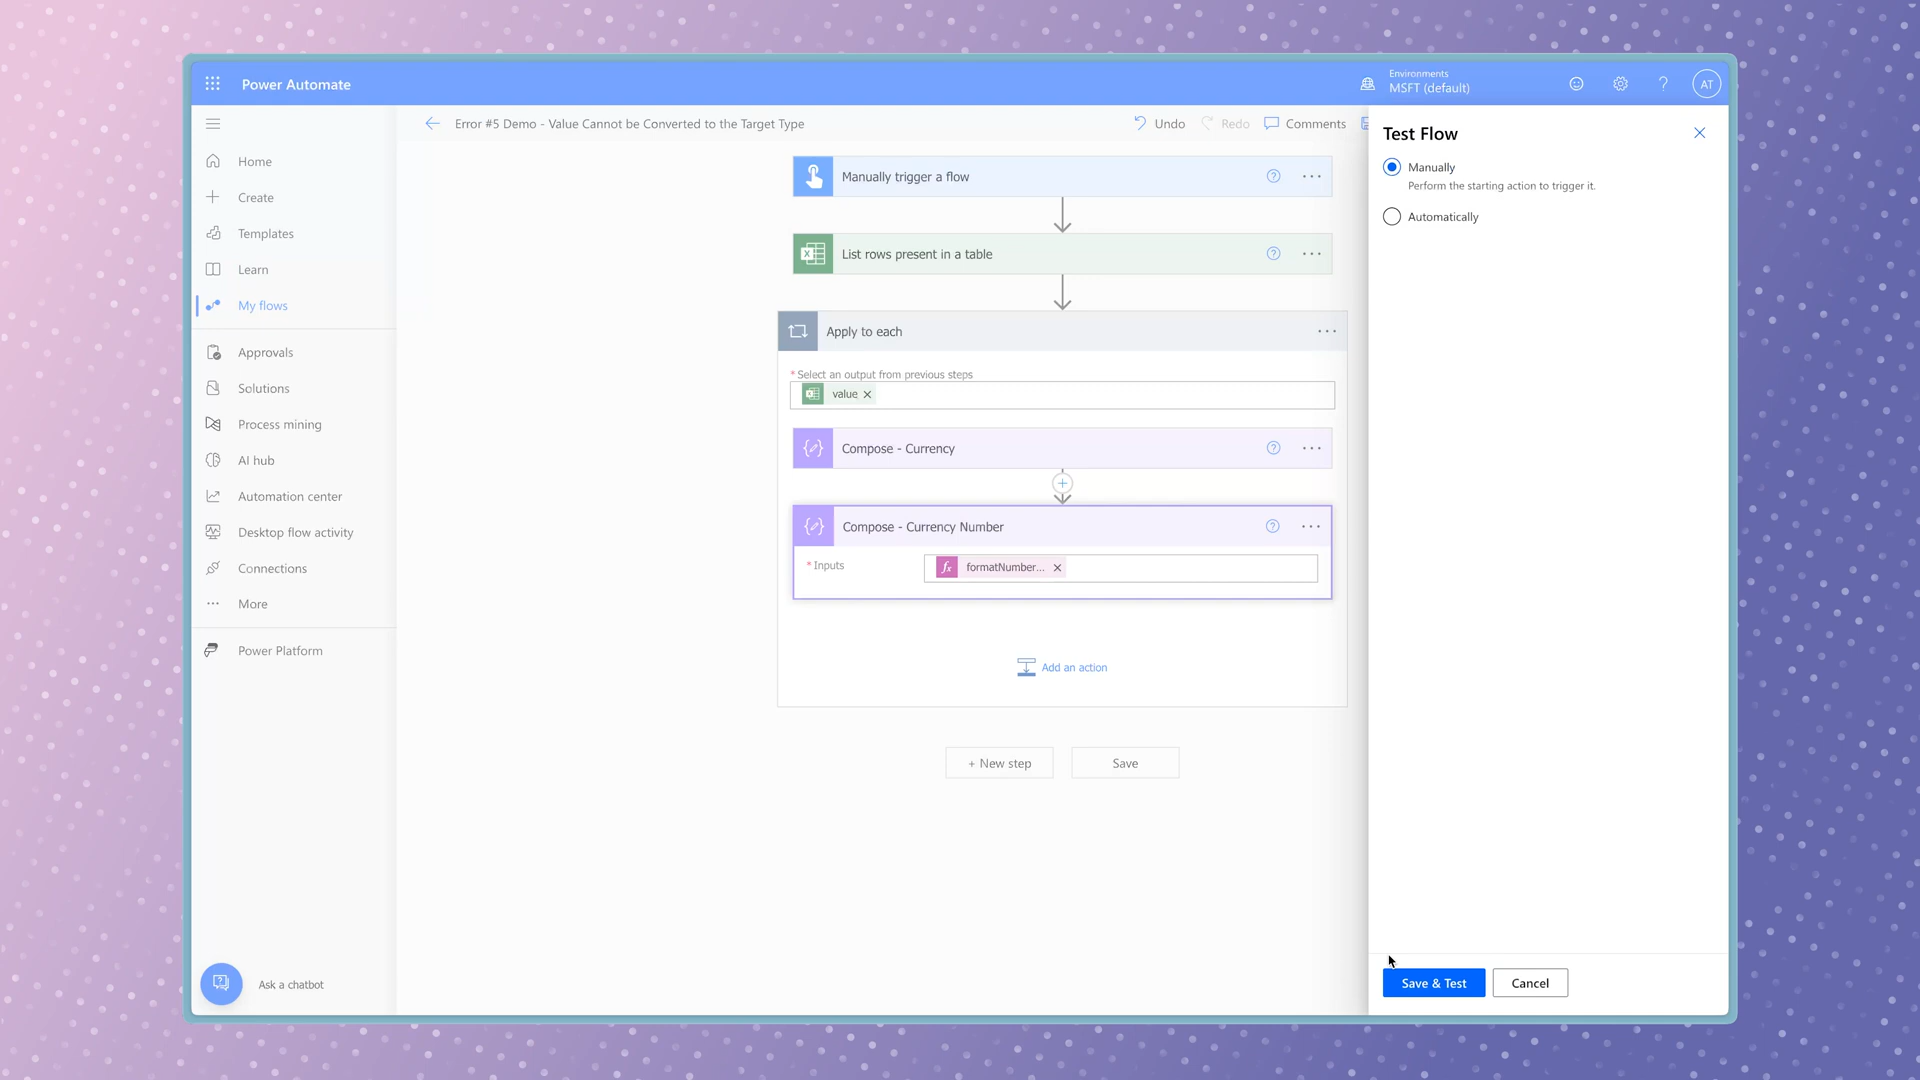 Power Automate
Environments
MSFT (default)
?
AT
Error #5 Demo - Value Cannot be Converted to the Target Type
Undo
Redo
Comments
Home
Create
Templates
Learn
My flows
Approvals
Solutions
Process mining
AI hub
Automation center
Desktop flow activity
Connections
More
Power Platform
Ask a chatbot
Manually trigger a flow
List rows present in a table
Apply to each
* Select an output from previous steps
value
Compose - Currency
Compose - Currency Number
* Inputs
fx formatNumber...
Add an action
+ New step
Save
Test Flow
Manually
Perform the starting action to trigger it.
Automatically
Save & Test
Cancel